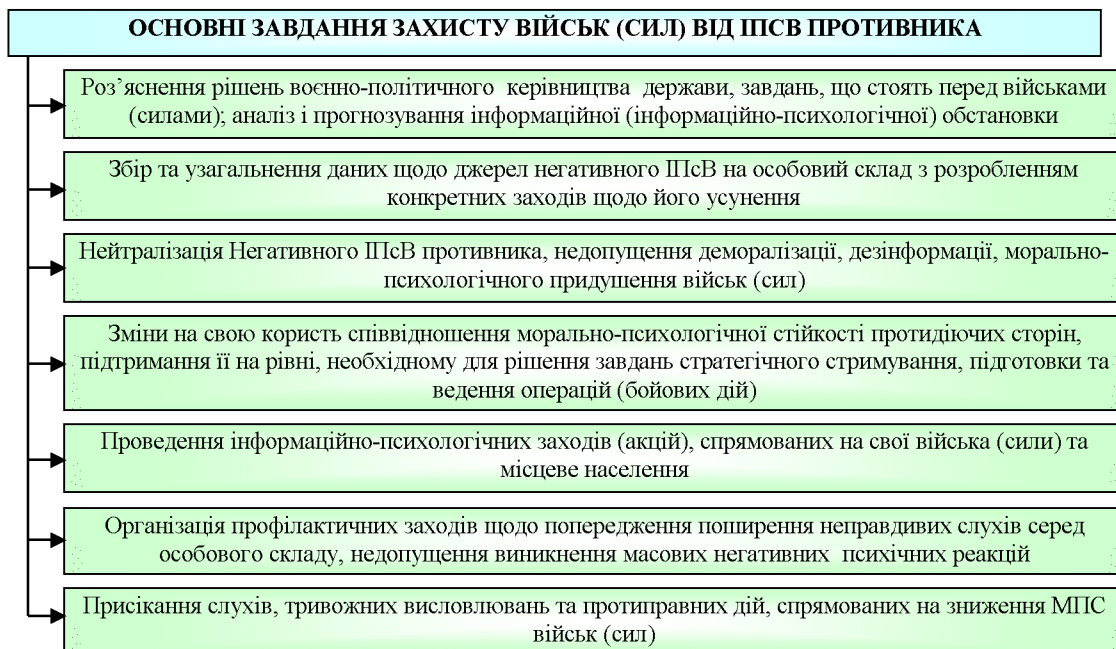 ОСНОВНІ ЗАВДАННЯ ЗАХИСТУ ВІЙСЬК (СИЛ) ВІД ІПСВ ПРОТИВНИКА
Роз’яснення рішень воєнно-політичного керівництва держави, завдань, що стоять перед військами
(силами); аналіз і прогнозування інформаційної (інформаційно-психологічної) обстановки
Збір та узагальнення даних щодо джерел негативного ІПсВ на особовий склад з розробленням
конкретних заходів щодо його усунення
Нейтралізація Негативного ІПсВ противника, недопущення деморалізації, дезінформації, морально-
психологічного придушення військ (сил)
Зміни на свою користь співвідношення морально-психологічної стійкості протидіючих сторін,
підтримання її на рівні, необхідному для рішення завдань стратегічного стримування, підготовки та
ведення операцій (бойових дій)
Проведення інформаційно-психологічних заходів (акцій), спрямованих на свої війська (сили) та
місцеве населення
Організація профілактичних заходів щодо попередження поширення неправдивих слухів серед
особового складу, недопущення виникнення масових негативних психічних реакцій
Присікання слухів, тривожних висловлювань та протиправних дій, спрямованих на зниження МПС
військ (сил)